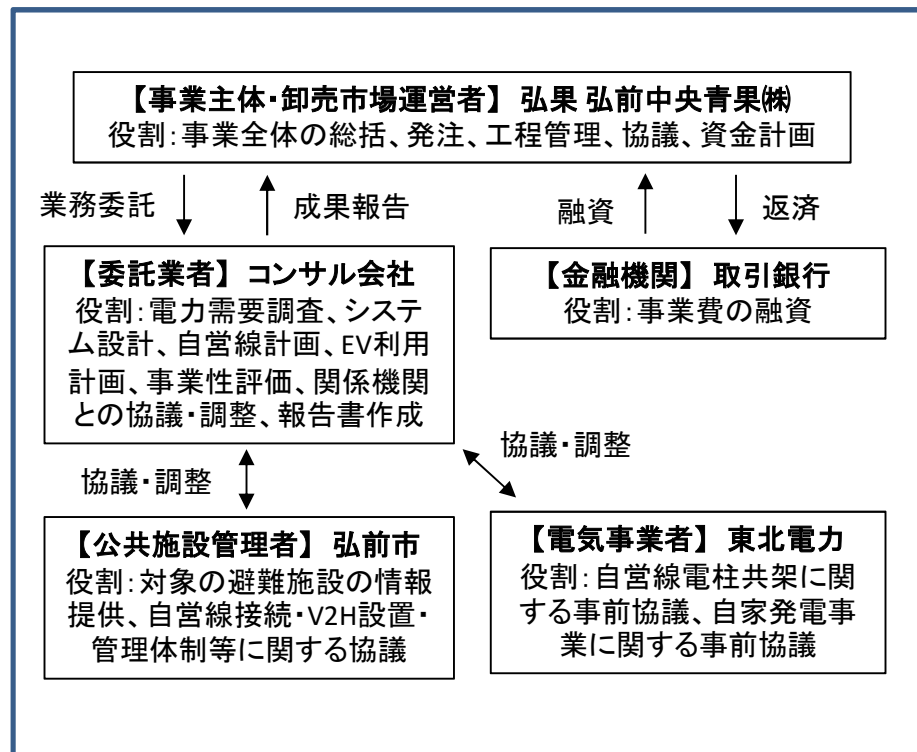 【事業主体・卸売市場運営者】 弘果 弘前中央青果㈱
役割：事業全体の総括、発注、工程管理、協議、資金計画
業務委託
成果報告
融資
返済
【委託業者】 コンサル会社
役割：電力需要調査、システ
ム設計、自営線計画、EV利用
計画、事業性評価、関係機関
との協議・調整、報告書作成
【金融機関】 取引銀行
役割：事業費の融資
協議・調整
協議・調整
【公共施設管理者】 弘前市
役割：対象の避難施設の情報
提供、自営線接続・V2H設置・
管理体制等に関する協議
【電気事業者】 東北電力
役割：自営線電柱共架に関
する事前協議、自家発電事
業に関する事前協議